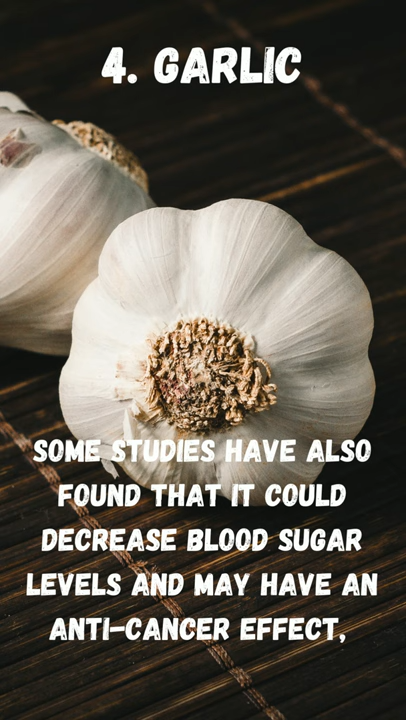 4. GARLIC
SOME STUDIES HAVE ALSO
FOUND THAT IT COULD
DECREASE BLOOD SUGAR
LEVELS AND MAY HAVE AN
ANTI-CANCER EFFECT,